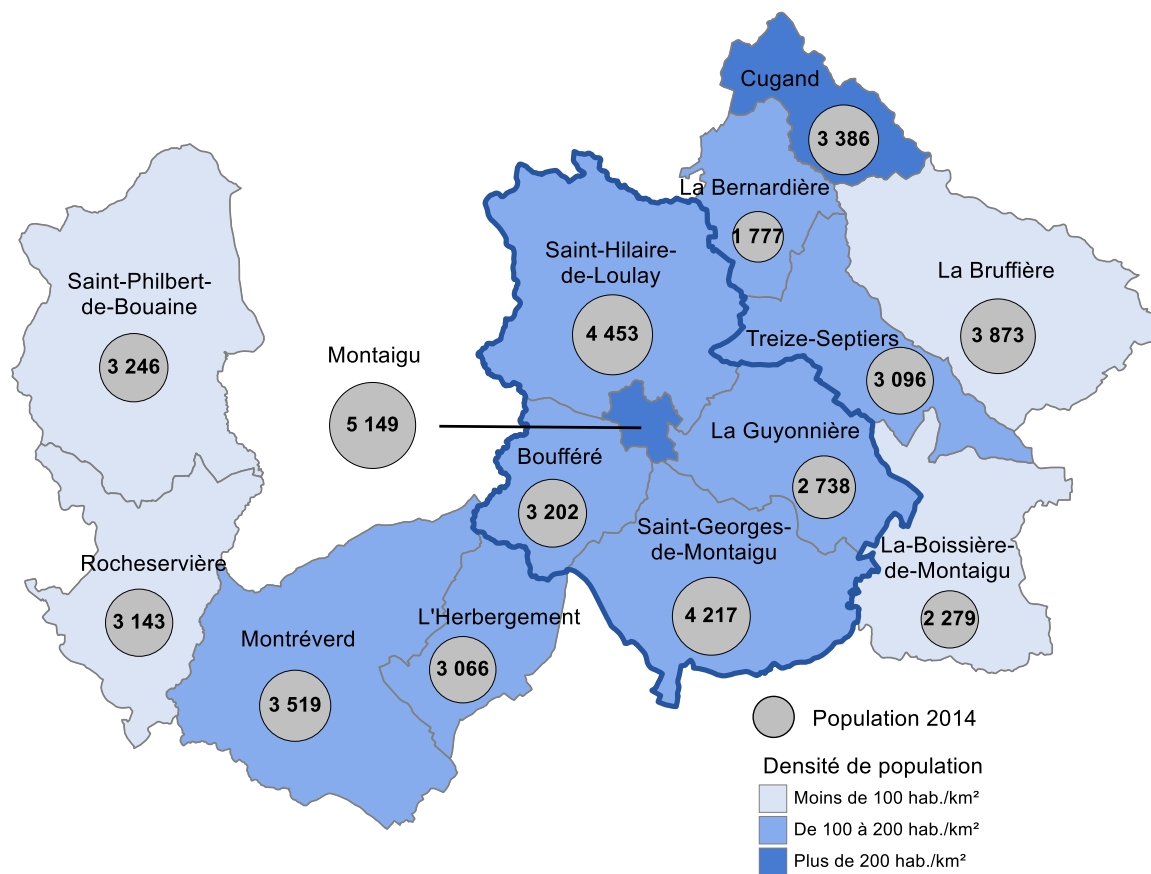 Cugand
3 386
La Bernardière
1 777
Saint-Hilaire-
de-Loulay
4 453
La Bruffière
3 873
Saint-Philbert-
de-Bouaine
3 246
Treize-Septiers
3 096
Montaigu
5 149
La Guyonnière
2 738
Boufféré
3 202
Saint-Georges-
de-Montaigu
4 217
La-Boissière-
de-Montaigu
2 279
Rocheservière
3 143
L'Herbergement
3 066
Montréverd
3 519
Population 2014
Densité de population
Moins de 100 hab./km²
De 100 à 200 hab./km²
Plus de 200 hab./km²